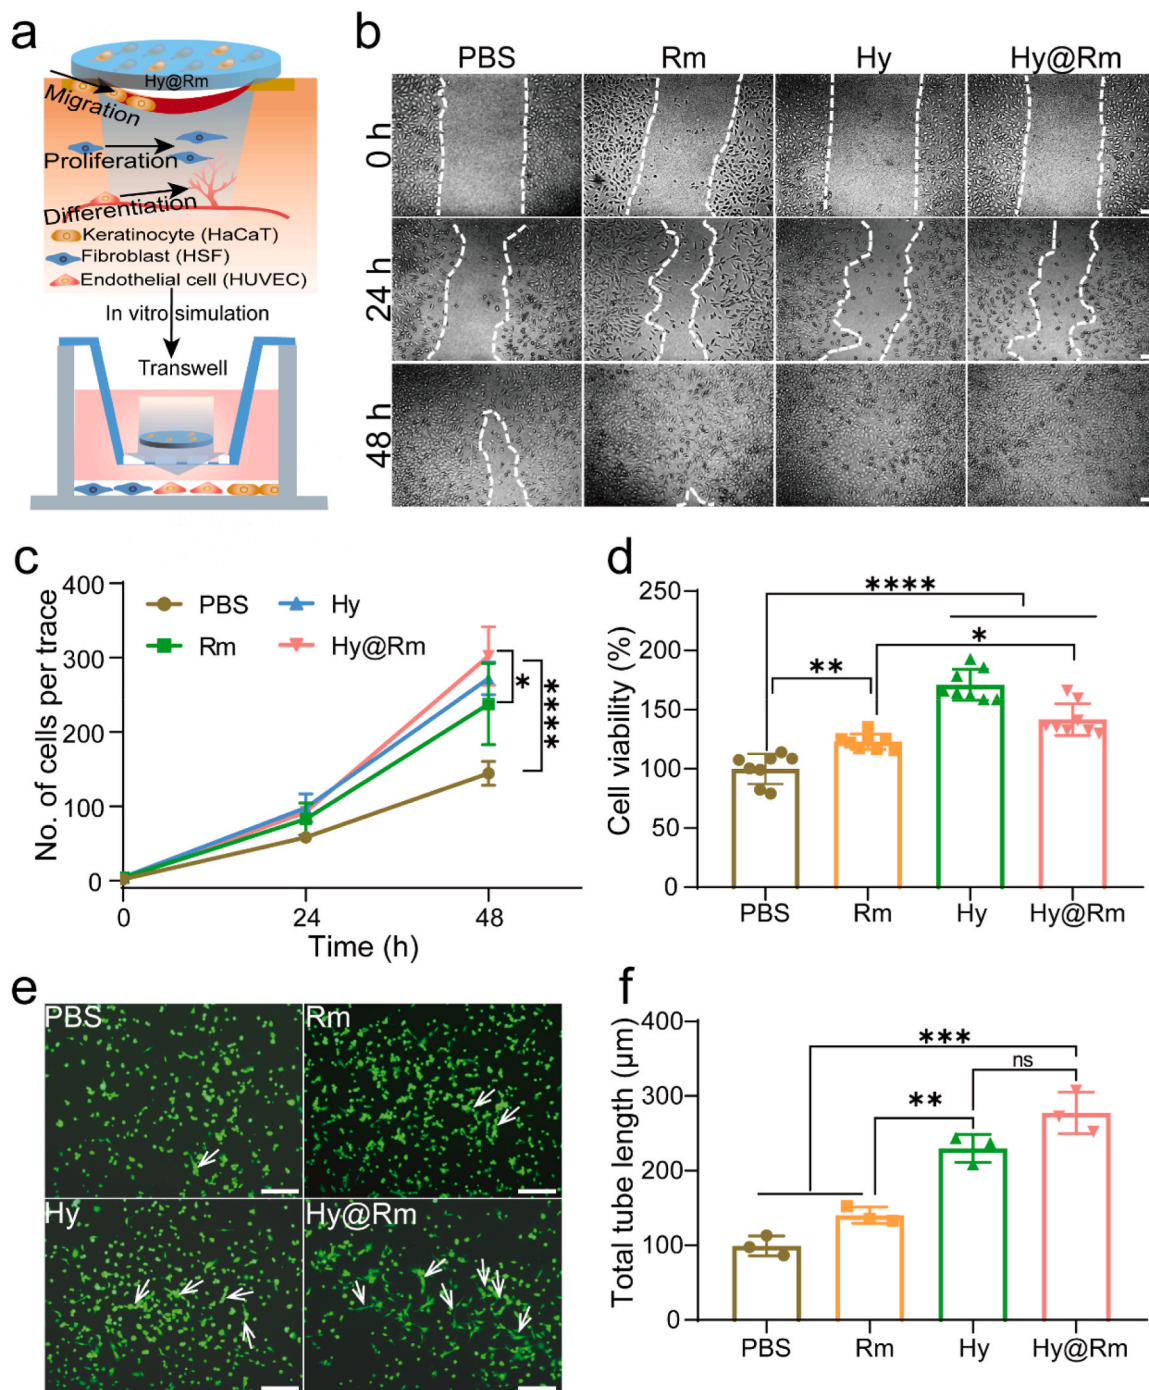 a
Hy@Rm
Migration
Proliferation
Differentiation
Keratinocyte (HaCaT)
Fibroblast (HSF)
Endothelial cell (HUVEC)
In vitro simulation
Transwell
b
PBS Rm Hy Hy@Rm
0 h
24 h
48 h
c
No. of cells per trace
400
300
200
100
0
PBS Hy
Rm Hy@Rm
*
****
0 24 48
Time (h)
d
Cell viability (%)
250
200
150
100
50
0
****
**
*
PBS Rm Hy Hy@Rm
e
PBS Rm
Hy Hy@Rm
f
Total tube length (μm)
400
300
200
100
0
***
ns
**
PBS Rm Hy Hy@Rm